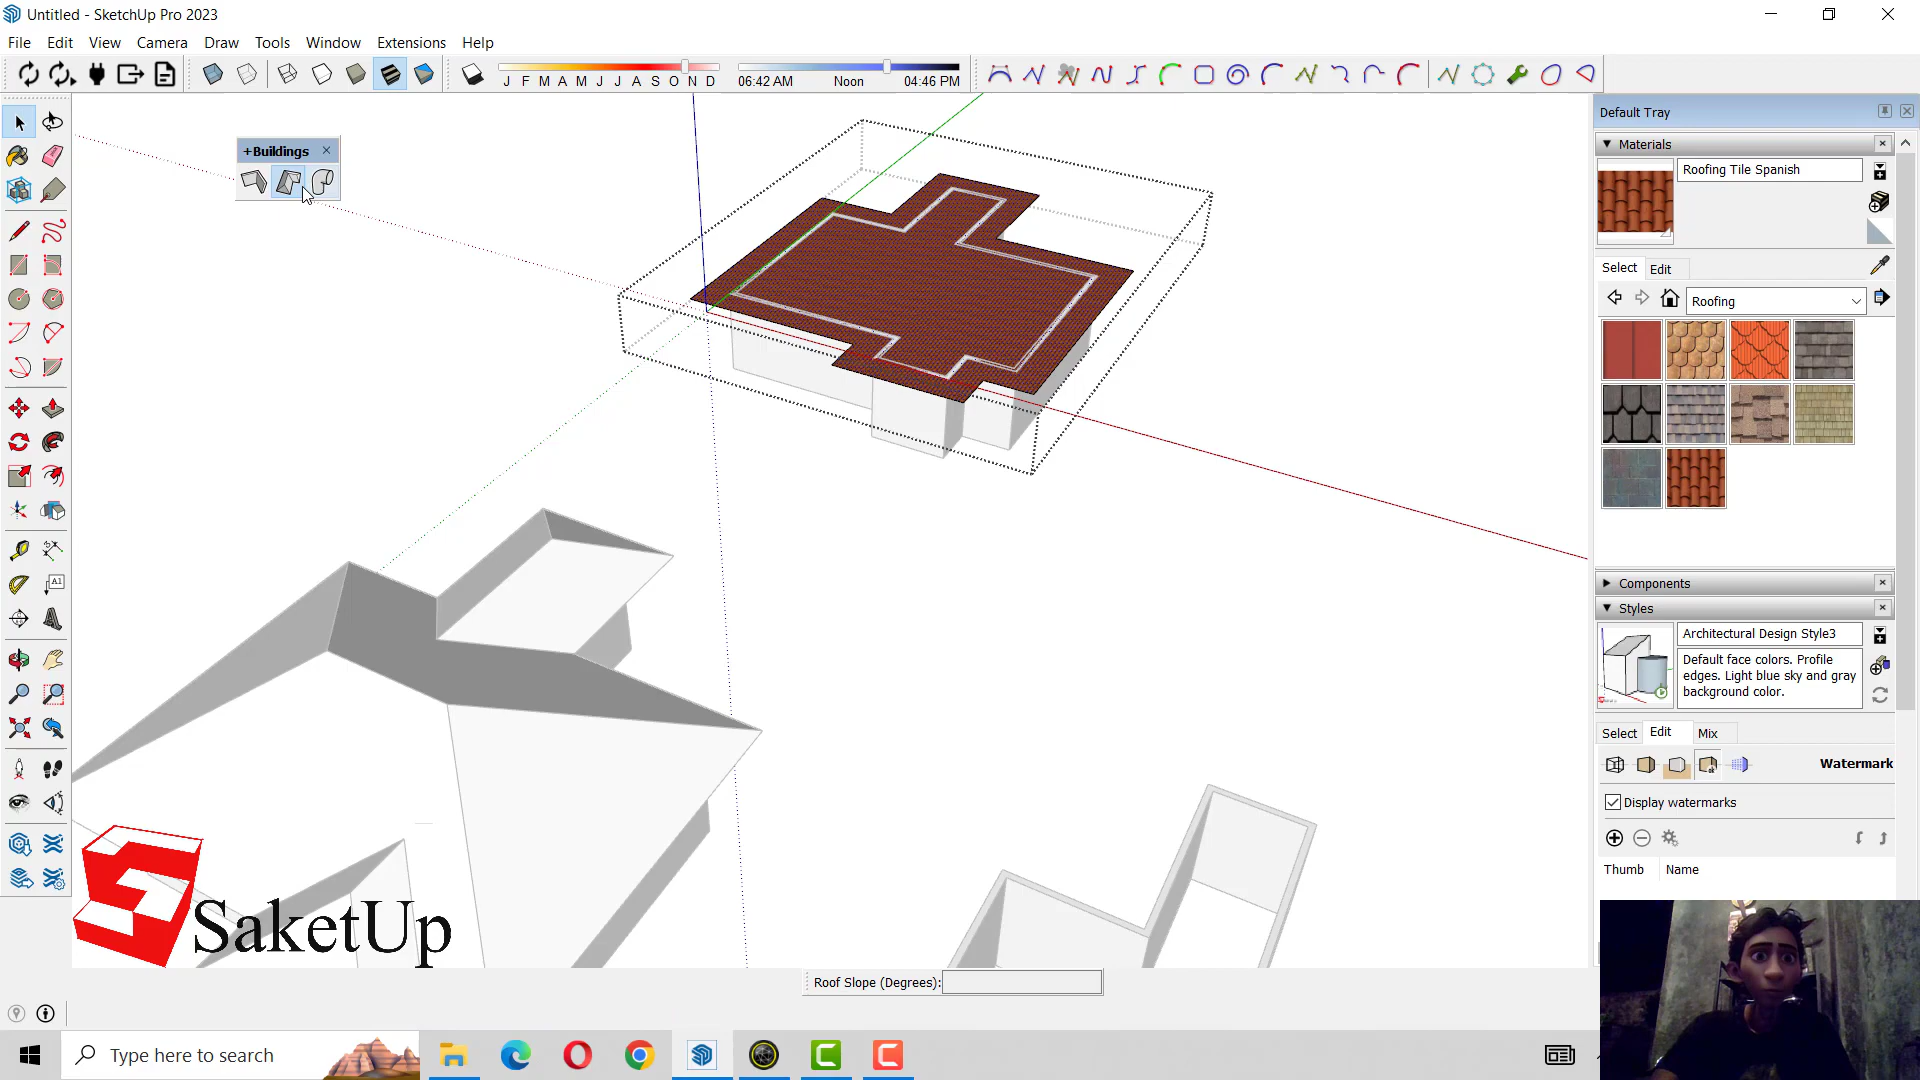 Untitled - SketchUp Pro 2023
File Edit View Camera Draw Tools Window Extensions Help
J F M A M J J A S O N D 06:42 AM Noon 04:46 PM
Default Tray
+Buildings
Materials
Roofing Tile Spanish
Select Edit
Roofing
A1
Components
Styles
Architectural Design Style3
Default face colors. Profile
edges. Light blue sky and gray
background color.
Select Edit Mix
Watermark
Display watermarks
Thumb Name
SaketUp
Roof Slope (Degrees):
Type here to search